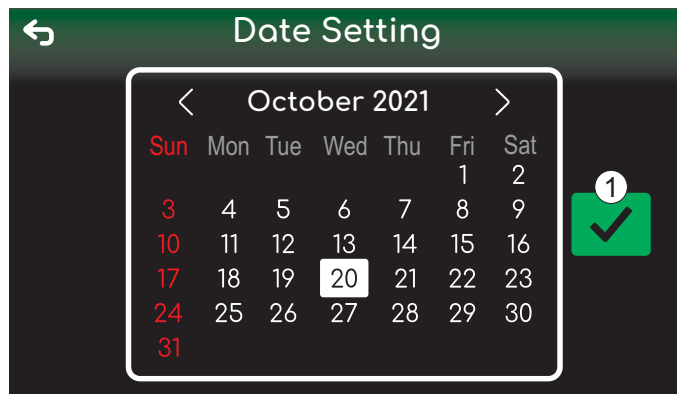 Date Setting
October 2021
Sun Mon Tue Wed Thu Fri Sat
1 2
1
3 4 5 6 7 8 9
10 11 12 13 14 15 16
17 18 19 20 21 22 23
24 25 26 27 28 29 30
31